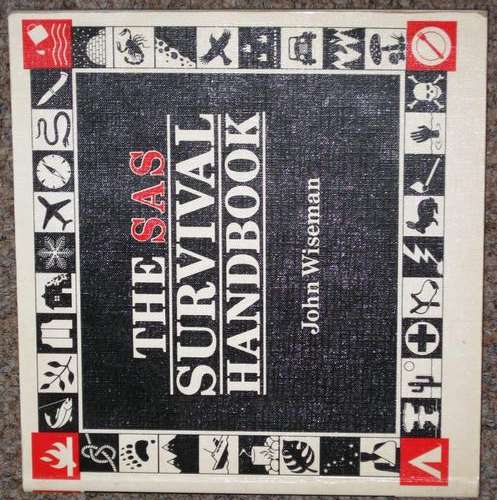 THE SAS
SURVIVAL
HANDBOOK
John Wiseman